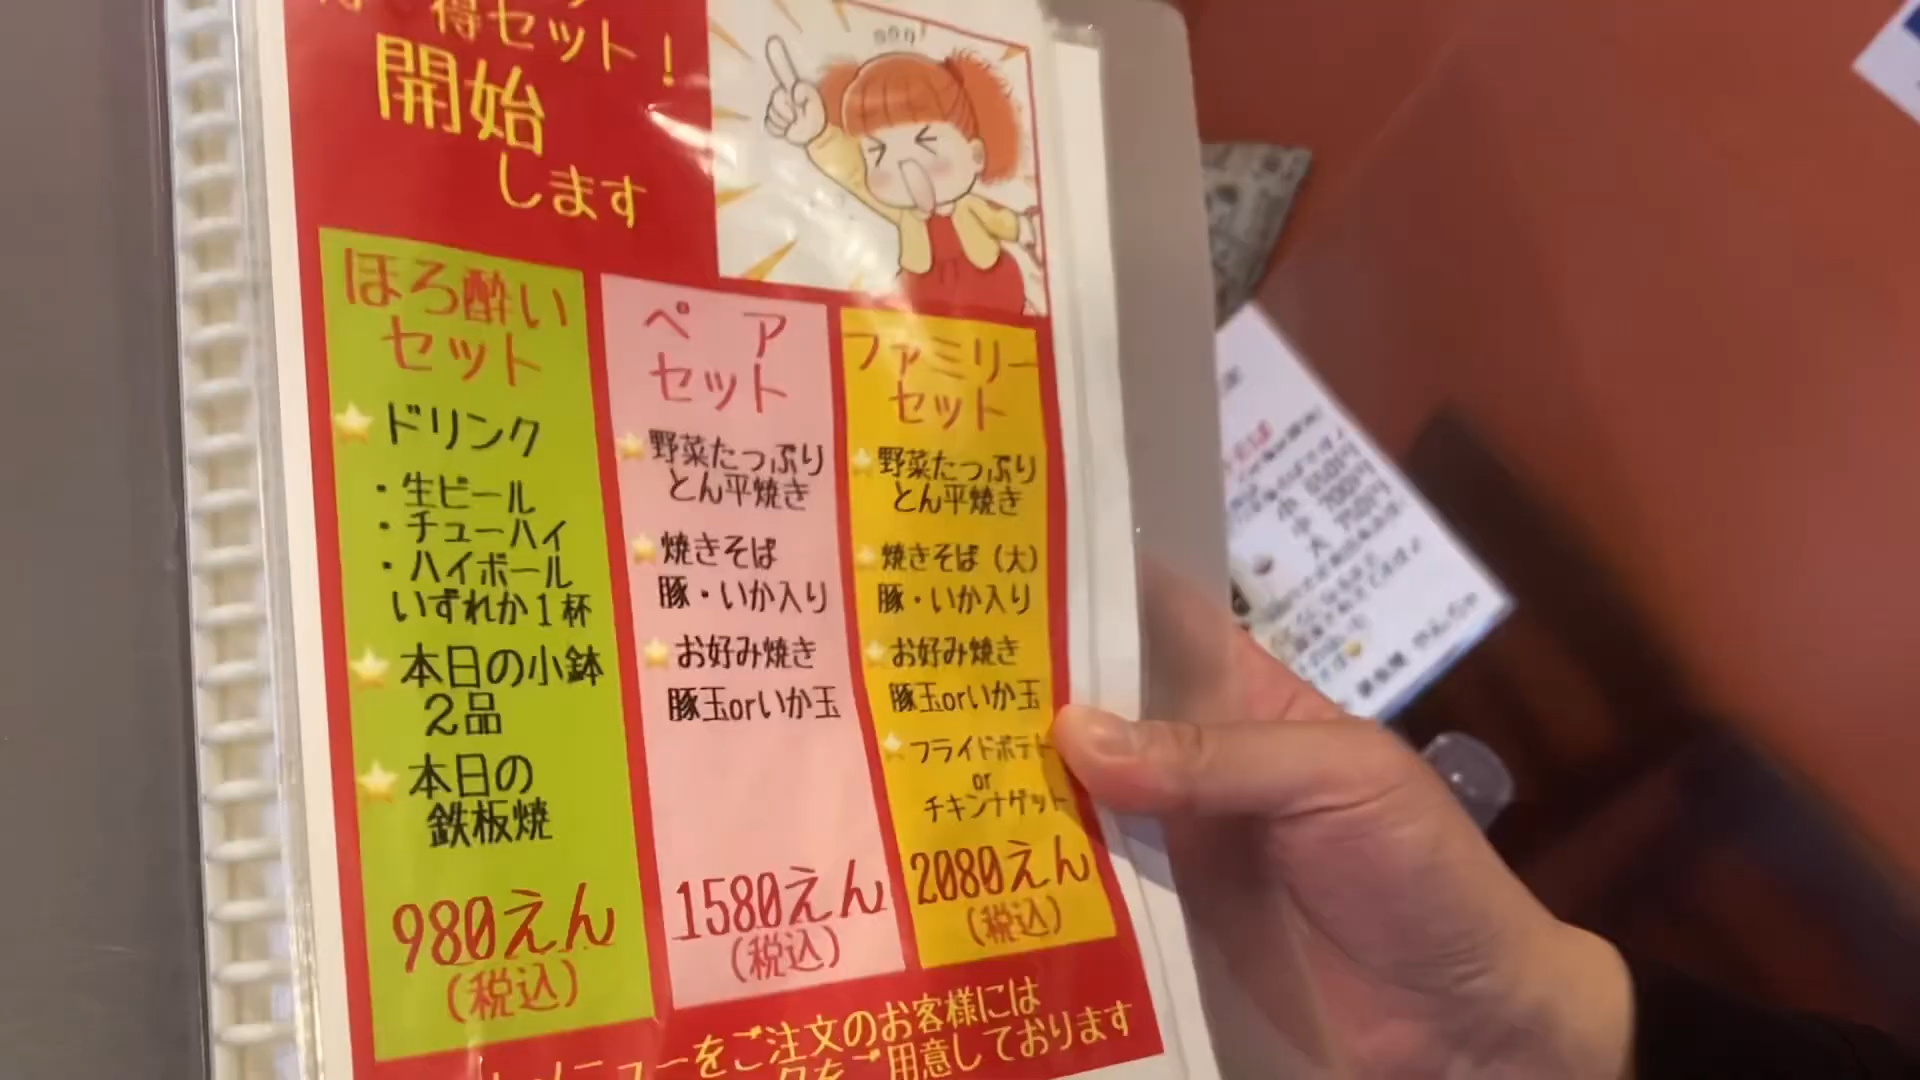 得セット！
開始
します
ほろ酔い
セット
ドリンク
・生ビール
・チューハイ
・ハイボール
いずれか１杯
本日の小鉢
２品
本日の
鉄板焼
980えん
(税込)
ペア
セット
野菜たっぷり
とん平焼き
焼きそば
豚・いか入り
お好み焼き
豚玉orいか玉
1580えん
(税込)
ファミリー
セット
野菜たっぷり
とん平焼き
焼きそば（大）
豚・いか入り
お好み焼き
豚玉orいか玉
フライドポテト
or
チキンナゲット
2080えん
(税込)
メニューをご注文のお客様には
をご用意しております